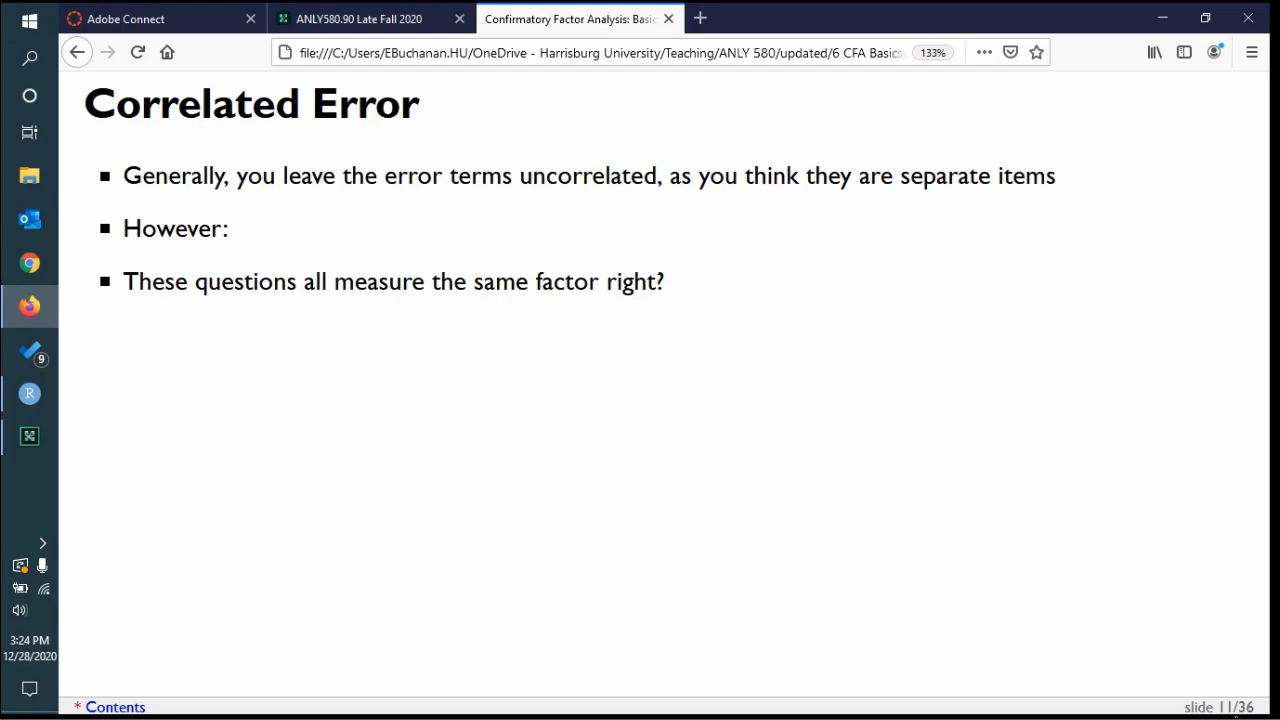 Adobe Connect
ANLY580.90 Late Fall 2020
Confirmatory Factor Analysis: Basic
file:///C:/Users/EBuchanan.HU/OneDrive - Harrisburg University/Teaching/ANLY 580/updated/6 CFA Basics.
133%
Correlated Error
Generally, you leave the error terms uncorrelated, as you think they are separate items
However:
These questions all measure the same factor right?
9
R
3:24 PM
12/28/2020
* Contents
slide 11/36